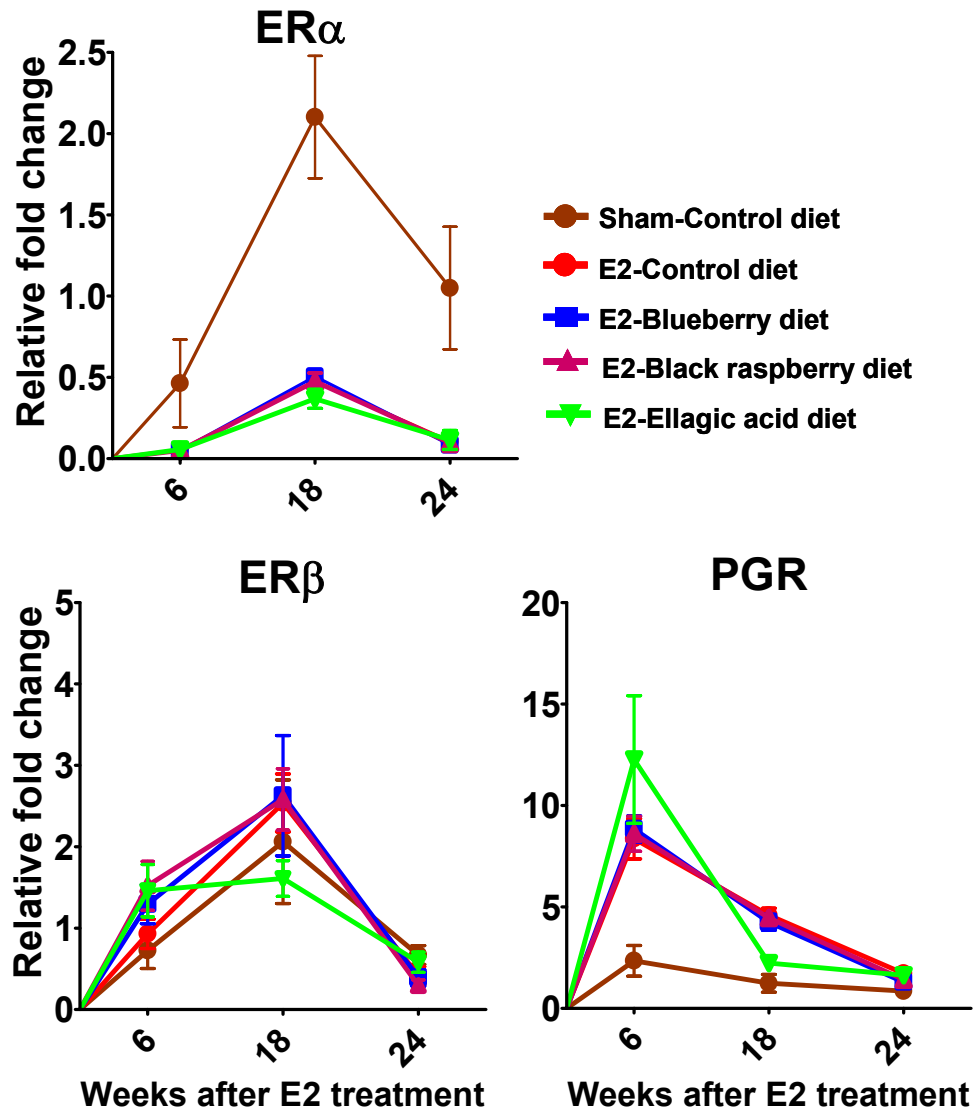 ERα
Relative fold change
2.5
2.0
1.5
1.0
0.5
0.0
6
18
24
Sham-Control diet
E2-Control diet
E2-Blueberry diet
E2-Black raspberry diet
E2-Ellagic acid diet
ERβ
Relative fold change
5
4
3
2
1
0
6
18
24
Weeks after E2 treatment
PGR
20
15
10
5
0
6
18
24
Weeks after E2 treatment